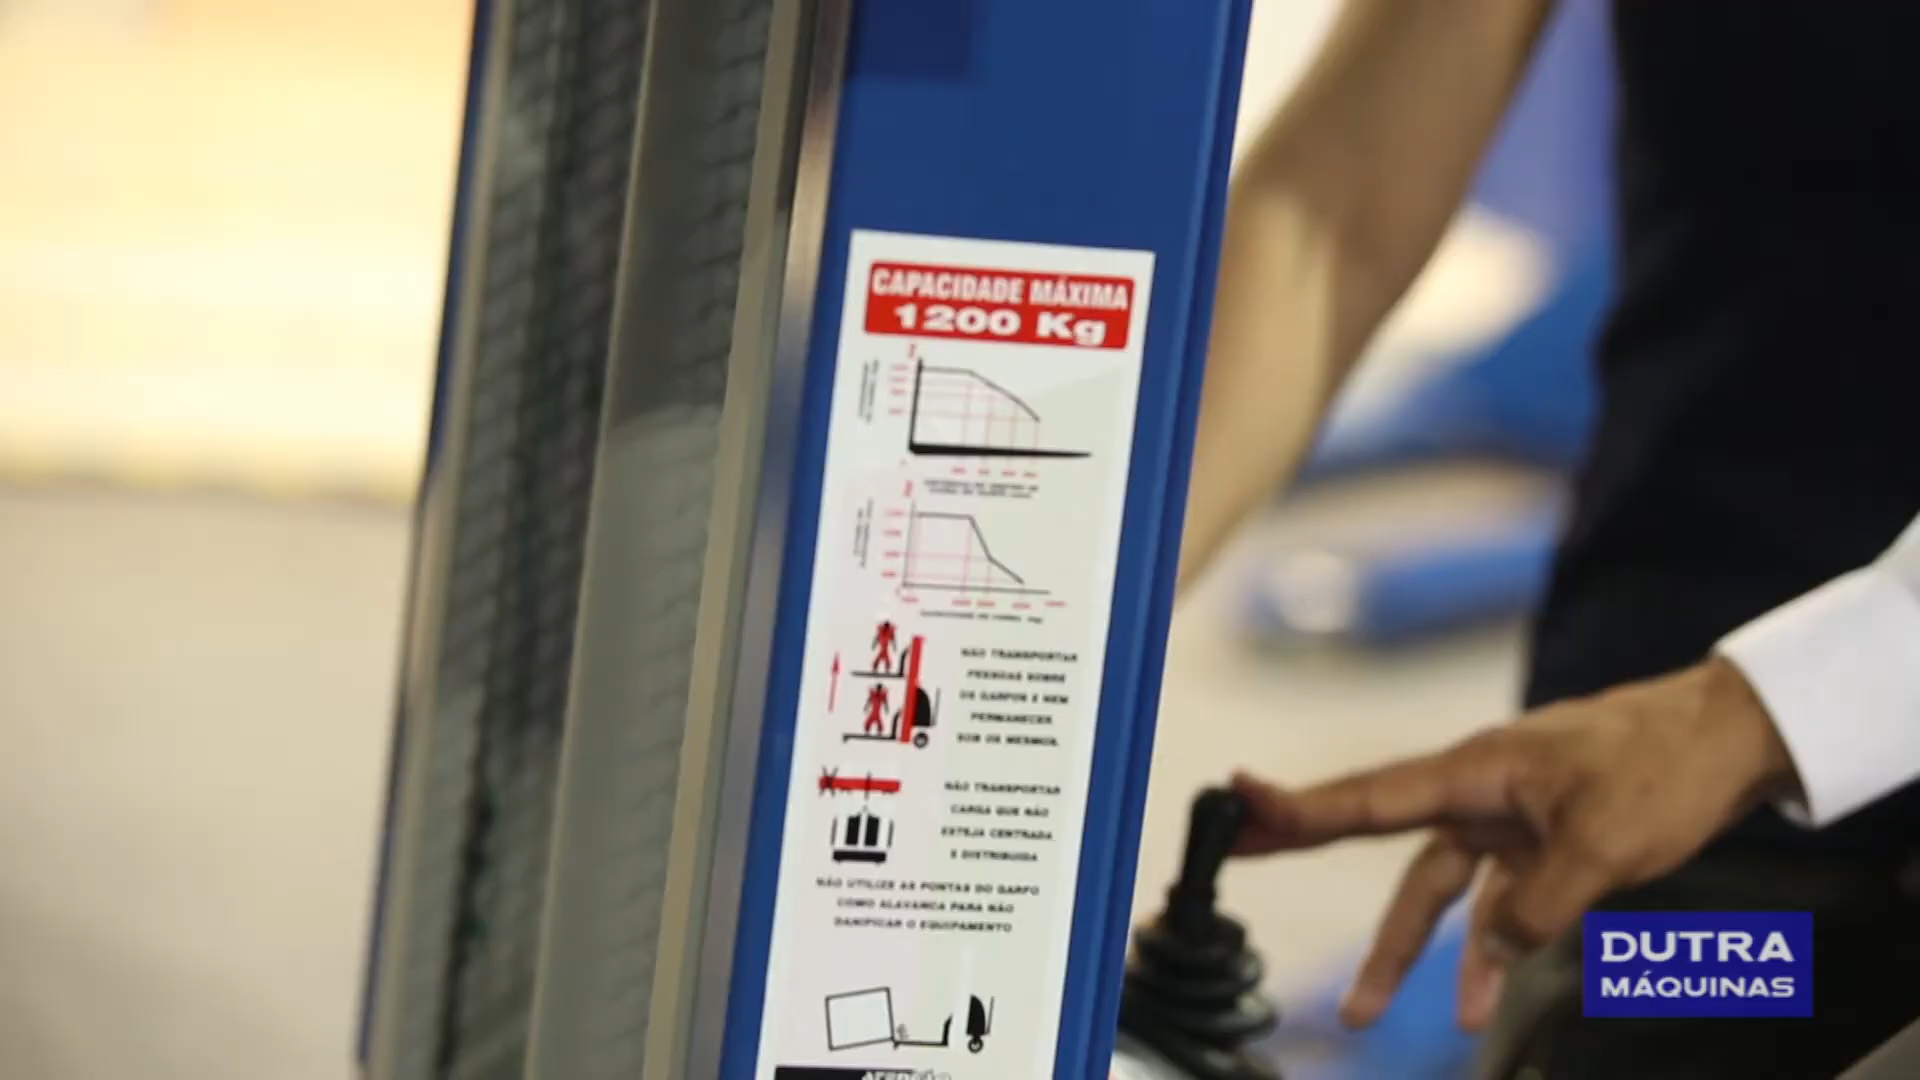 CAPACIDADE MÁXIMA
1200 Kg
NÃO TRANSPORTAR
PESSOAS SOBRE
OS GARFOS E NEM
PERMANECER
SOB OS MESMOS.
NÃO TRANSPORTAR
CARGA QUE NÃO
ESTEJA CENTRADA
E DISTRIBUIDA
NÃO UTILIZE AS PONTAS DO GARFO
COMO ALAVANCA PARA NÃO
DANIFICAR O EQUIPAMENTO
ATENÇÃO
DUTRA
MÁQUINAS